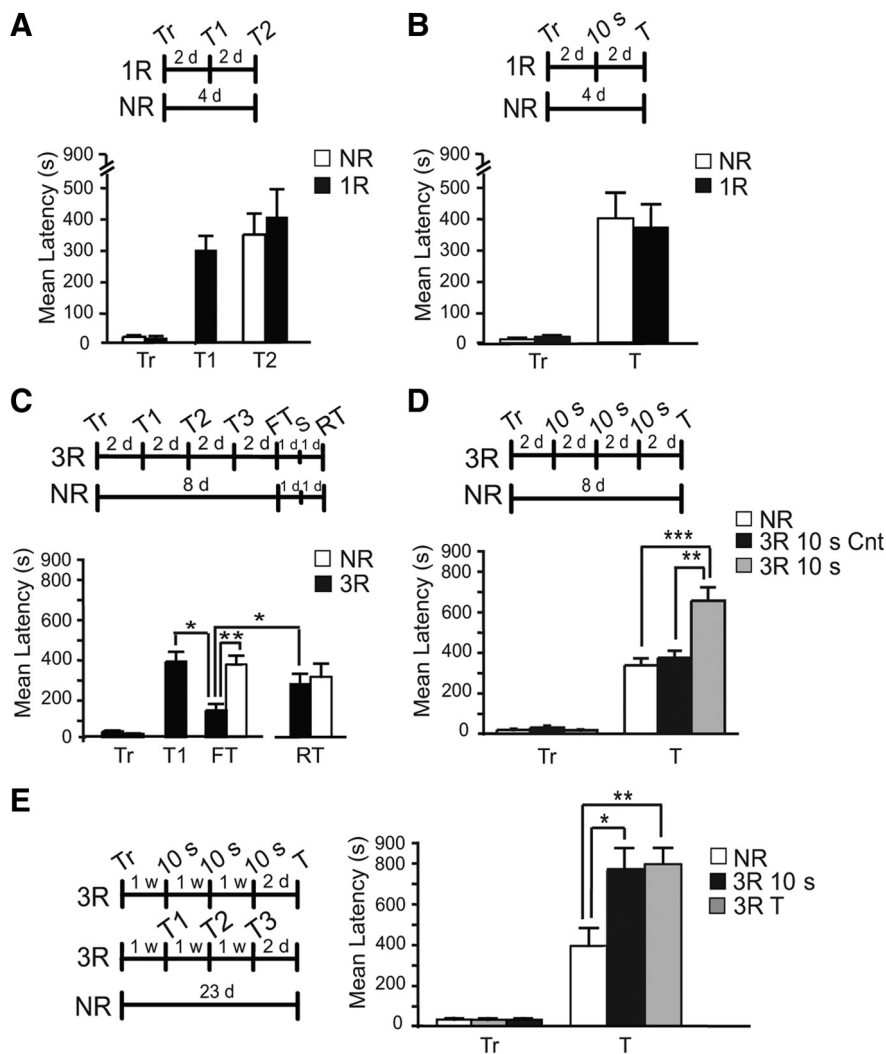 A
Tr T1 T2
2 d 2 d
1R
NR 4 d
Mean Latency (s)
900
500
400
300
200
100
0
NR
1R
Tr T1 T2
B
Tr 10 s T
2 d 2 d
1R
NR 4 d
Mean Latency (s)
900
500
400
300
200
100
0
NR
1R
Tr T
C
Tr T1 T2 T3 FT S RT
2 d 2 d 2 d 2 d 1 d 1 d
3R
NR 8 d 1 d 1 d
Mean Latency (s)
900
800
600
400
200
0
NR
3R
* ** *
Tr T1 FT RT
D
Tr 10 s 10 s 10 s T
2 d 2 d 2 d 2 d
3R
NR 8 d
Mean Latency (s)
900
800
600
400
200
0
NR
3R 10 s Cnt
3R 10 s
***
**
Tr T
E
Tr 10 s 10 s 10 s T
1 w 1 w 1 w 2 d
3R
T1 T2 T3
1 w 1 w 1 w 2 d
3R
23 d
NR
Mean Latency (s)
900
800
600
400
200
0
NR
3R 10 s
3R T
**
*
Tr T